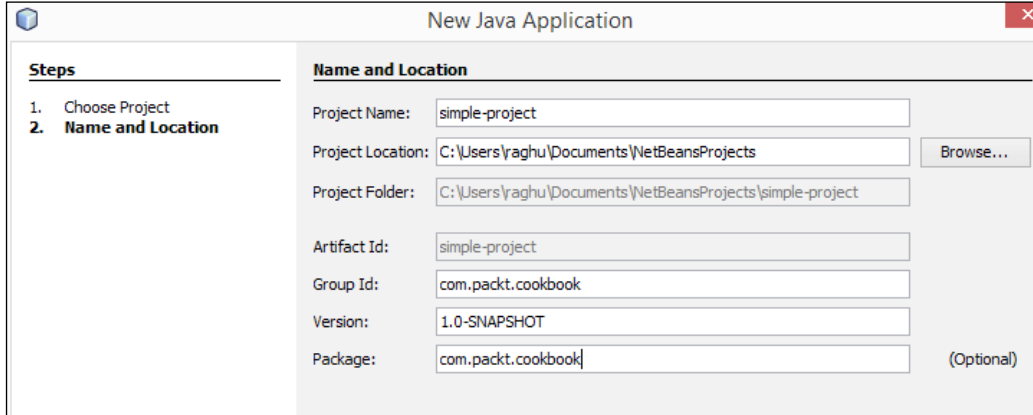 New Java Application
Steps
1. Choose Project
2. Name and Location
Name and Location
Project Name: simple-project
Project Location: C:\Users\raghu\Documents\NetBeansProjects Browse...
Project Folder: C:\Users\raghu\Documents\NetBeansProjects\simple-project
Artifact Id: simple-project
Group Id: com.packt.cookbook
Version: 1.0-SNAPSHOT
Package: com.packt.cookbook (Optional)